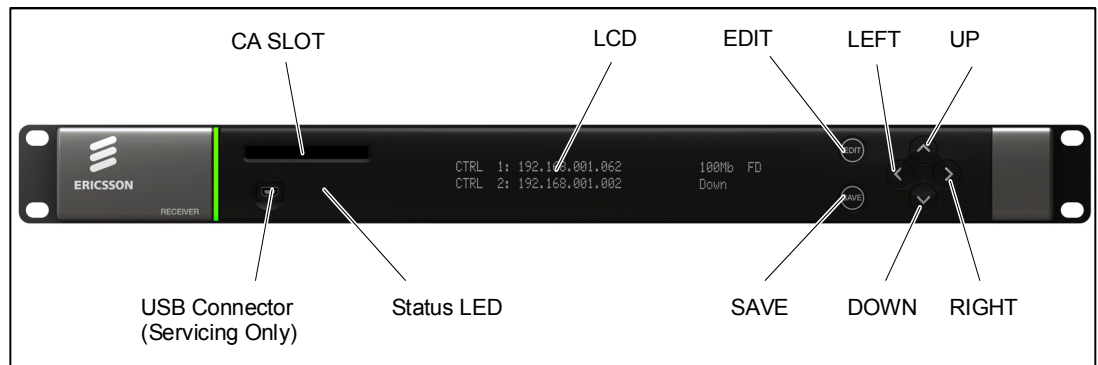 CA SLOT
LCD
EDIT
LEFT
UP
EDIT
CTRL 1: 192.168.001.062 100Mb FD
CTRL 2: 192.168.001.002 Down
ERICSSON
RECEIVER
SAVE
USB Connector
(Servicing Only)
Status LED
SAVE
DOWN
RIGHT